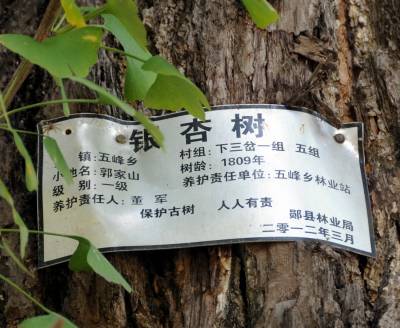 银杏树
镇:五峰乡 村组:下三岔一组 五组
小地名:郭家山 树龄:1809年
级别:一级 养护责任单位:五峰乡林业站
养护责任人:董军
保护古树 人人有责 郧县林业局
二零一二年三月